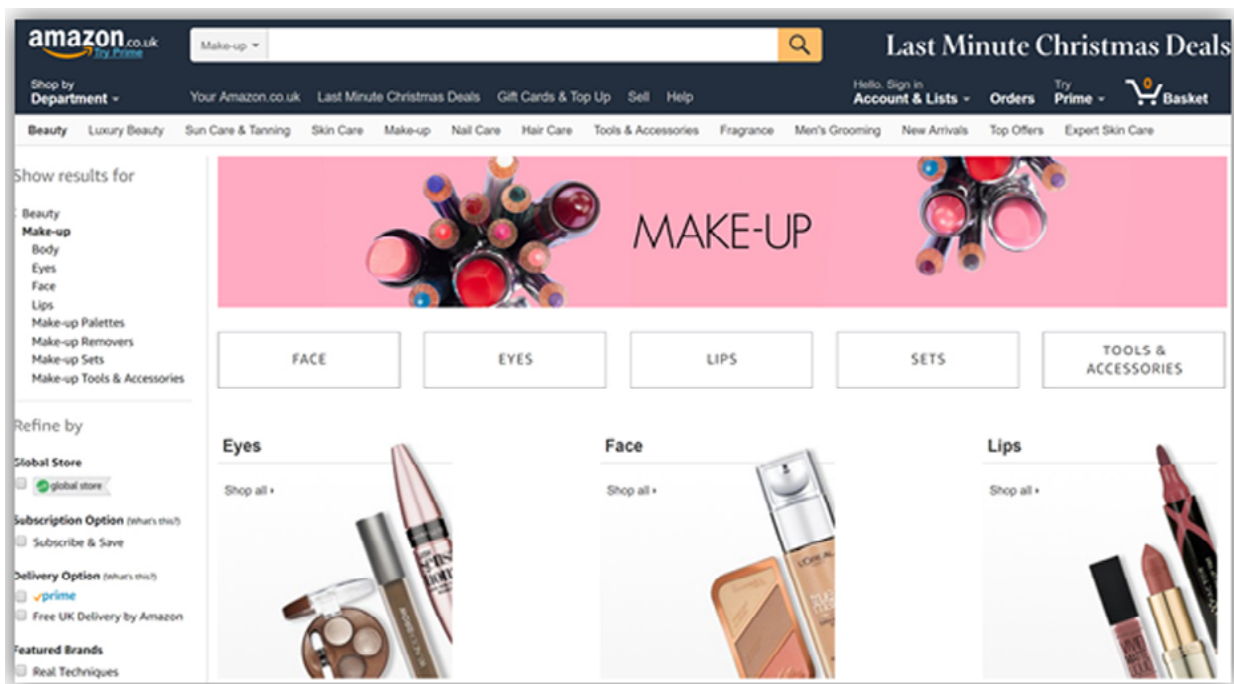 amazon.co.uk
Try Prime
Make-up
Last Minute Christmas Deals
Shop by
Department
Your Amazon.co.uk Last Minute Christmas Deals Gift Cards & Top Up Sell Help
Hello. Sign in
Account & Lists
Orders
Try
Prime
0
Basket
Beauty Luxury Beauty Sun Care & Tanning Skin Care Make-up Nail Care Hair Care Tools & Accessories Fragrance Men's Grooming New Arrivals Top Offers Expert Skin Care
Show results for
Beauty
Make-up
Body
Eyes
Face
Lips
Make-up Palettes
Make-up Removers
Make-up Sets
Make-up Tools & Accessories
Refine by
Global Store
global store
Subscription Option (What's this?)
Subscribe & Save
Delivery Option (What's this?)
prime
Free UK Delivery by Amazon
Featured Brands
Real Techniques
MAKE-UP
FACE
EYES
LIPS
SETS
TOOLS &
ACCESSORIES
Eyes
Shop all
Face
Shop all
L'OREAL
Lips
Shop all
VIVID